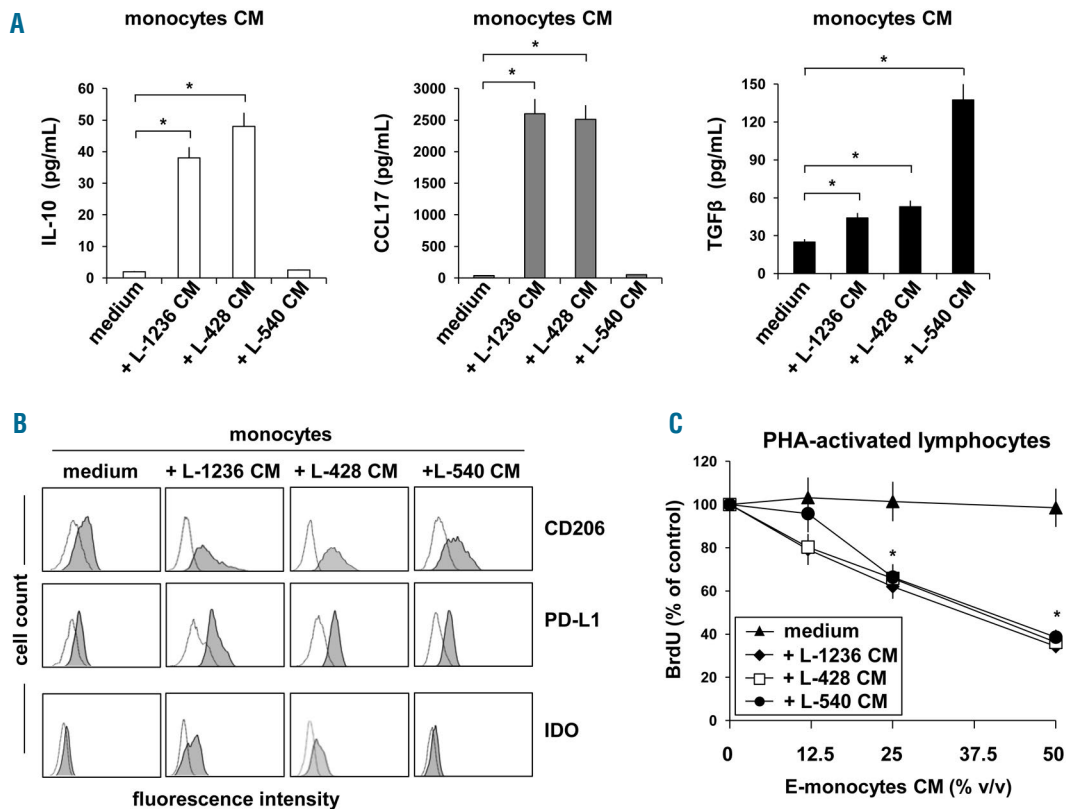 A
monocytes CM
IL-10 (pg/mL)
60
50
40
30
20
10
0
*
*
medium
+ L-1236 CM
+ L-428 CM
+L-540 CM
monocytes CM
CCL17 (pg/mL)
3000
2500
2000
1500
1000
500
0
*
*
medium
+ L-1236 CM
+ L-428 CM
+L-540 CM
monocytes CM
TGFβ (pg/mL)
150
120
90
60
30
0
*
*
*
medium
+ L-1236 CM
+ L-428 CM
+ L-540 CM
B
monocytes
medium + L-1236 CM + L-428 CM +L-540 CM
CD206
PD-L1
IDO
cell count
fluorescence intensity
C
PHA-activated lymphocytes
BrdU (% of control)
120
100
80
60
40
20
0
*
*
medium
+ L-1236 CM
+ L-428 CM
+ L-540 CM
0 12.5 25 37.5 50
E-monocytes CM (% v/v)